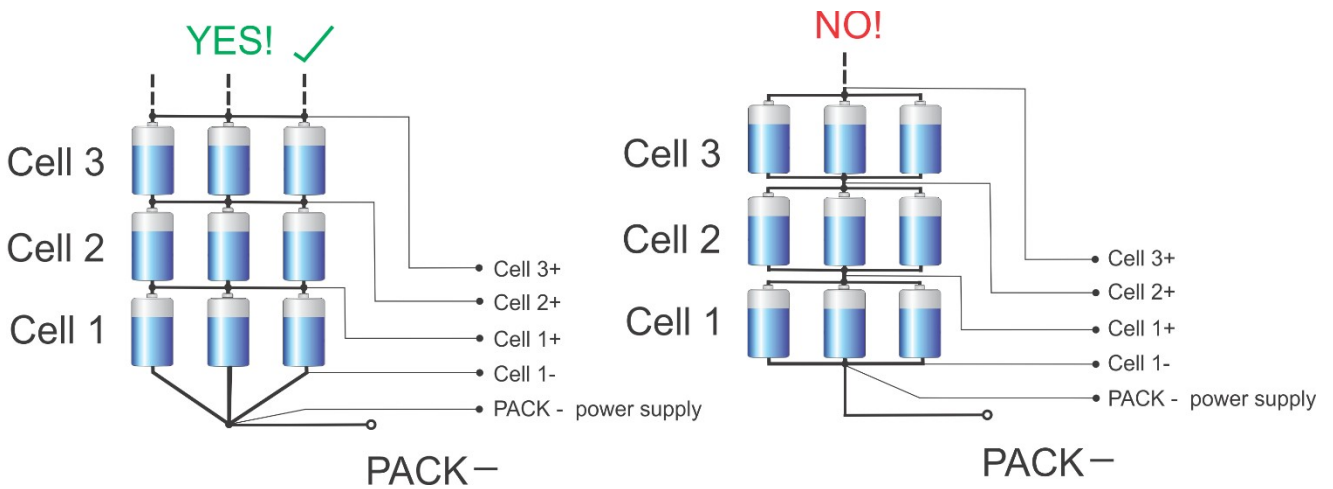 YES!
Cell 3
Cell 2
Cell 1
Cell 3+
Cell 2+
Cell 1+
Cell 1-
PACK - power supply
PACK –
NO!
Cell 3
Cell 2
Cell 1
Cell 3+
Cell 2+
Cell 1+
Cell 1-
PACK - power supply
PACK –